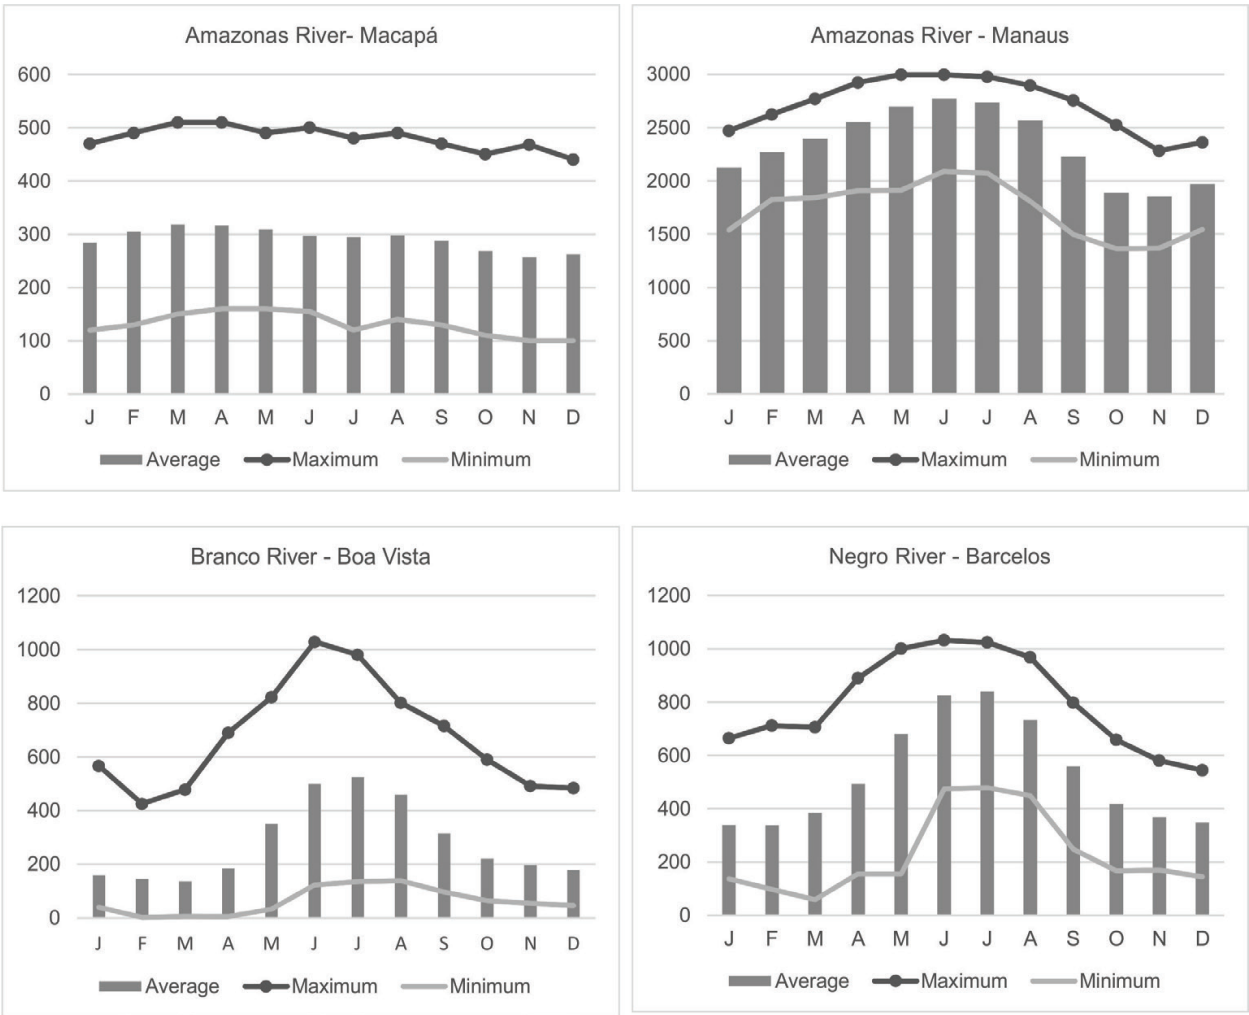 Amazonas River- Macapá
600
500
400
300
200
100
0
J F M A M J J A S O N D
Average Maximum Minimum
Amazonas River - Manaus
3000
2500
2000
1500
1000
500
0
J F M A M J J A S O N D
Average Maximum Minimum
Branco River - Boa Vista
1200
1000
800
600
400
200
0
J F M A M J J A S O N D
Average Maximum Minimum
Negro River - Barcelos
1200
1000
800
600
400
200
0
J F M A M J J A S O N D
Average Maximum Minimum